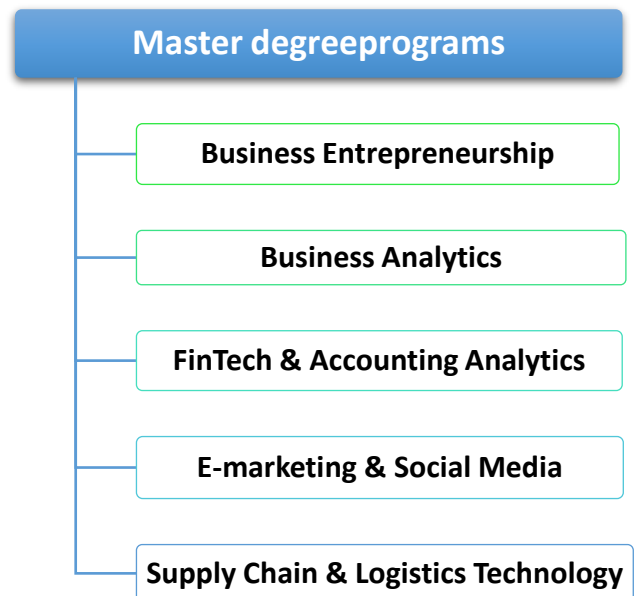 Master degreeprograms
Business Entrepreneurship
Business Analytics
FinTech & Accounting Analytics
E-marketing & Social Media
Supply Chain & Logistics Technology